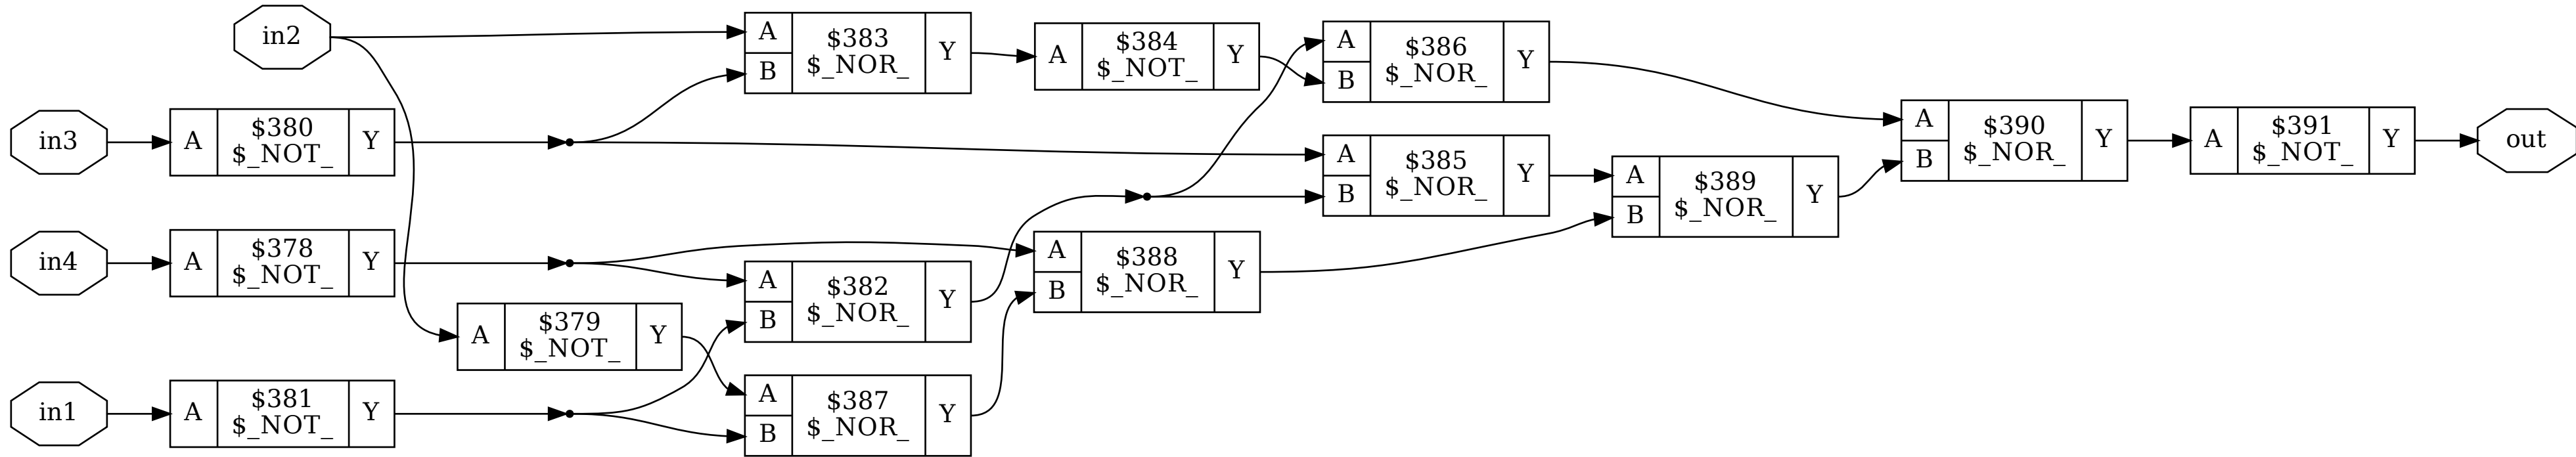 in2
A
B
$383
$_NOR_
Y
A
$384
$_NOT_
Y
A
B
$386
$_NOR_
Y
in3
A
$380
$_NOT_
Y
A
B
$385
$_NOR_
Y
A
B
$390
$_NOR_
Y
A
$391
$_NOT_
Y
out
A
B
$389
$_NOR_
Y
in4
A
$378
$_NOT_
Y
A
B
$382
$_NOR_
Y
A
B
$388
$_NOR_
Y
A
$379
$_NOT_
Y
in1
A
$381
$_NOT_
Y
A
B
$387
$_NOR_
Y